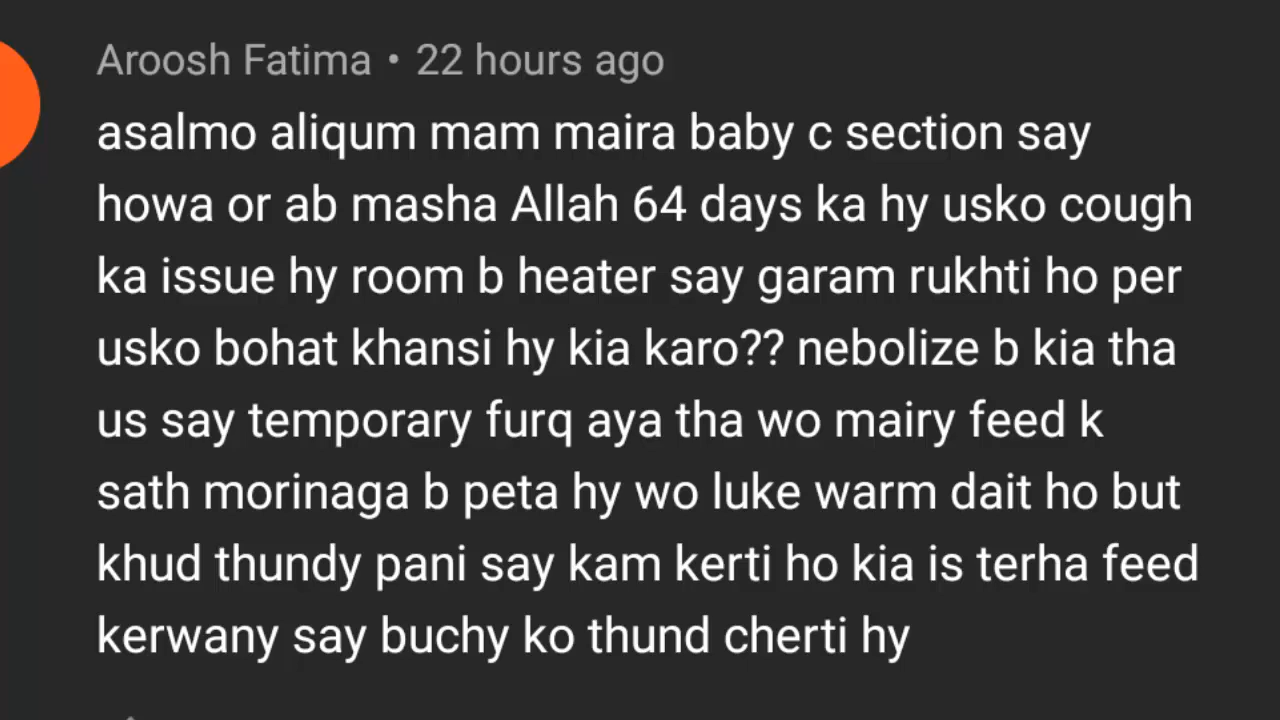 Aroosh Fatima • 22 hours ago
asalmo aliqum mam maira baby c section say
howa or ab masha Allah 64 days ka hy usko cough
ka issue hy room b heater say garam rukhti ho per
usko bohat khansi hy kia karo?? nebolize b kia tha
us say temporary furq aya tha wo mairy feed k
sath morinaga b peta hy wo luke warm dait ho but
khud thundy pani say kam kerti ho kia is terha feed
kerwany say buchy ko thund cherti hy